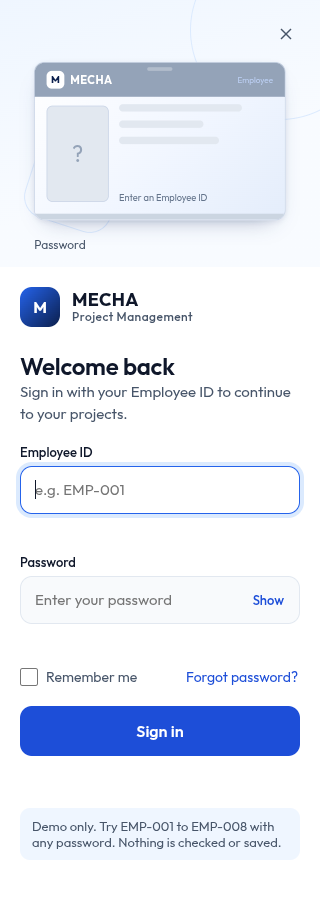 M MECHA Employee
?
Enter an Employee ID
Password
M MECHA
Project Management
Welcome back
Sign in with your Employee ID to continue
to your projects.
Employee ID
e.g. EMP-001
Password
Enter your password Show
Remember me Forgot password?
Sign in
Demo only. Try EMP-001 to EMP-008 with
any password. Nothing is checked or saved.